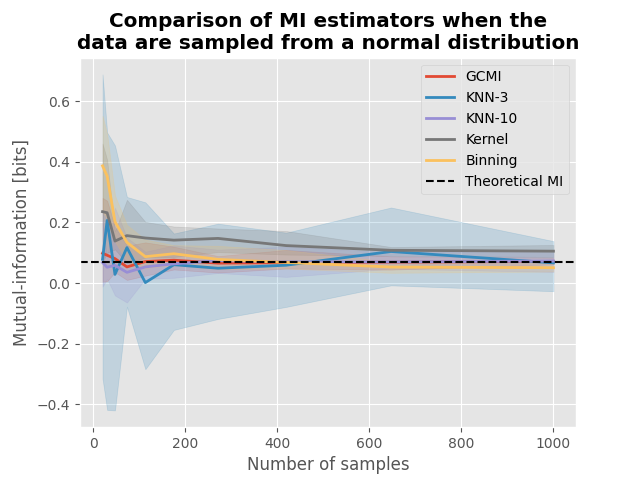 Comparison of MI estimators when the
data are sampled from a normal distribution
GCMI
KNN-3
KNN-10
Kernel
Binning
Theoretical MI
Mutual-information [bits]
0.6
0.4
0.2
0.0
−0.2
−0.4
0 200 400 600 800 1000
Number of samples